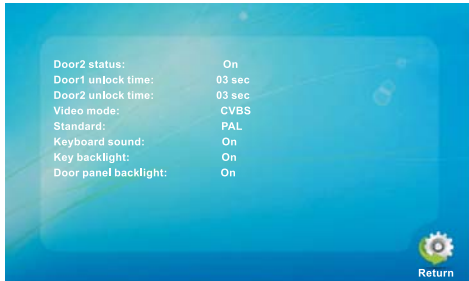 Door2 status: On
Door1 unlock time: 03 sec
Door2 unlock time: 03 sec
Video mode: CVBS
Standard: PAL
Keyboard sound: On
Key backlight: On
Door panel backlight: On
Return